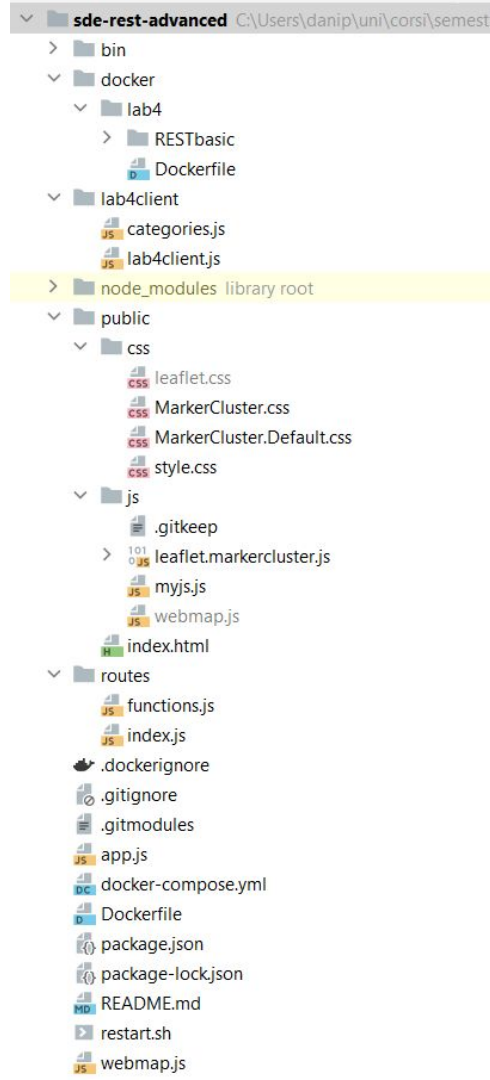 sde-rest-advanced C:\Users\danip\uni\corsi\semest
bin
docker
lab4
RESTbasic
Dockerfile
lab4client
categories.js
lab4client.js
node_modules library root
public
css
leaflet.css
MarkerCluster.css
MarkerCluster.Default.css
style.css
js
.gitkeep
leaflet.markercluster.js
myjs.js
webmap.js
index.html
routes
functions.js
index.js
.dockerignore
.gitignore
.gitmodules
app.js
docker-compose.yml
Dockerfile
package.json
package-lock.json
README.md
restart.sh
webmap.js